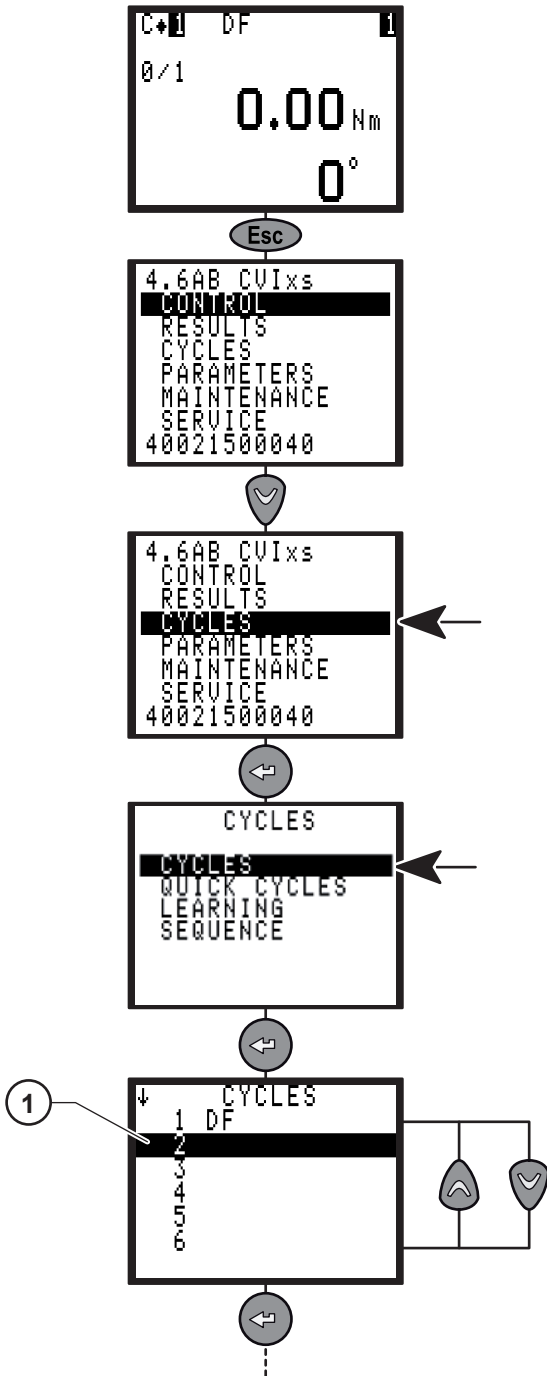 C 1 DF 1
0/1
0.00 Nm
0°
Esc
4.6AB CVIxs
CONTROL
RESULTS
CYCLES
PARAMETERS
MAINTENANCE
SERVICE
40021500040
4.6AB CVIxs
CONTROL
RESULTS
CYCLES
PARAMETERS
MAINTENANCE
SERVICE
40021500040
CYCLES
CYCLES
QUICK CYCLES
LEARNING
SEQUENCE
1
↓ CYCLES
1 DF
2
3
4
5
6